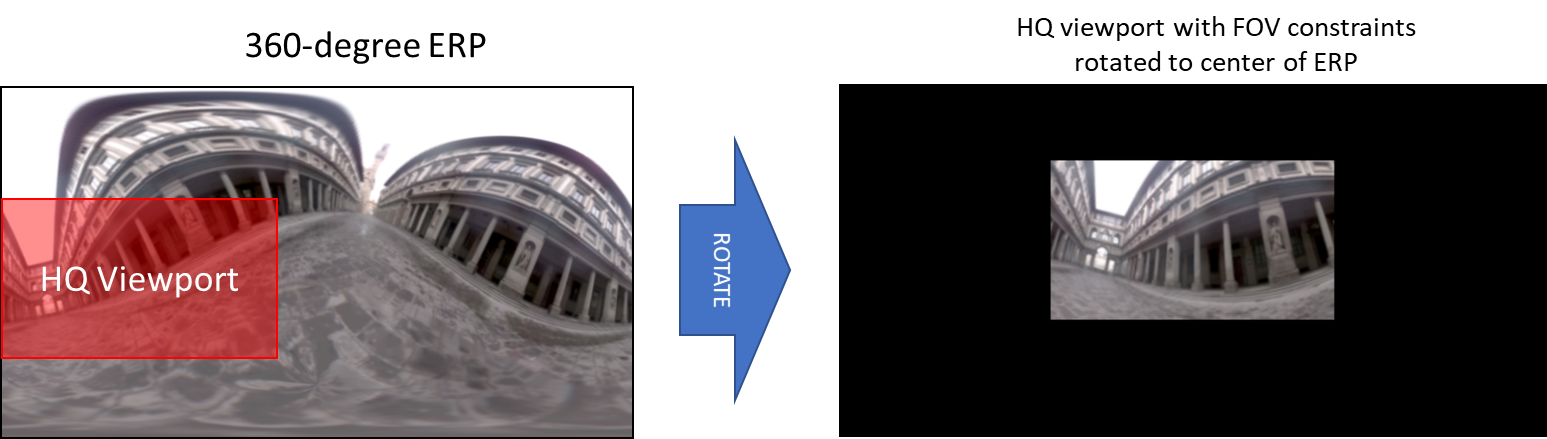 360-degree ERP
HQ viewport with FOV constraints
rotated to center of ERP
HQ Viewport
ROTATE